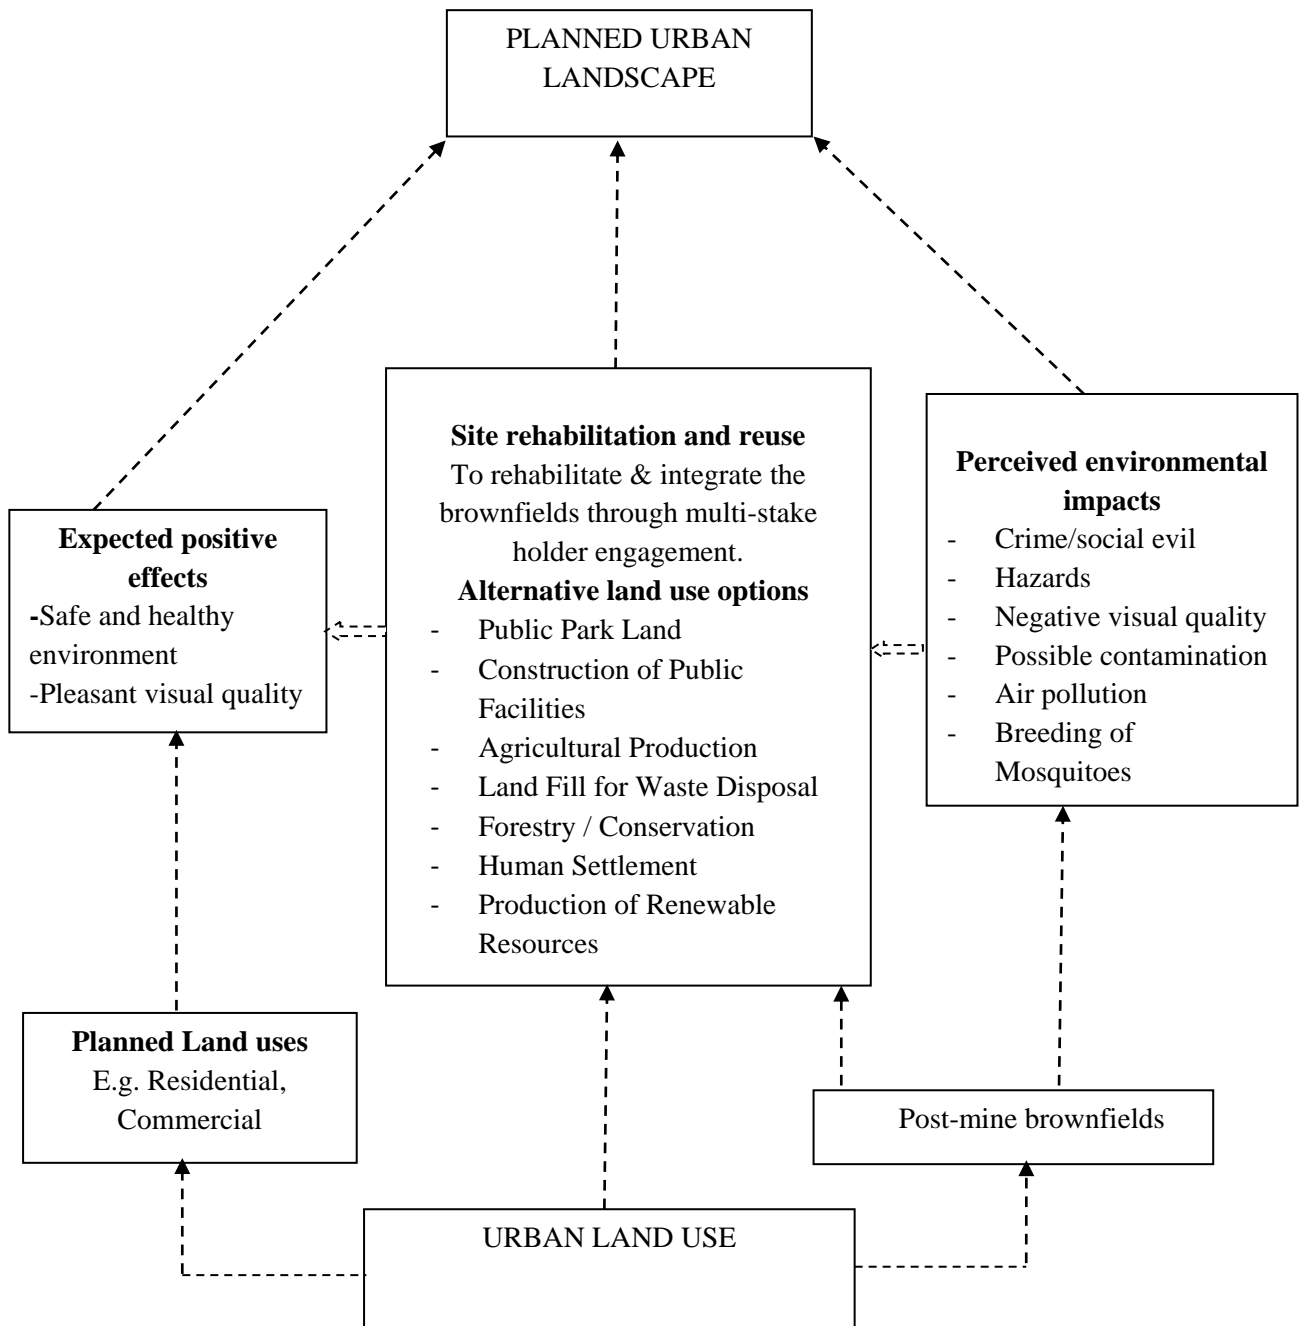 PLANNED URBAN
LANDSCAPE
Site rehabilitation and reuse
To rehabilitate & integrate the
brownfields through multi-stake
holder engagement.
Alternative land use options
- Public Park Land
- Construction of Public
Facilities
- Agricultural Production
- Land Fill for Waste Disposal
- Forestry / Conservation
- Human Settlement
- Production of Renewable
Resources
Perceived environmental
impacts
- Crime/social evil
- Hazards
- Negative visual quality
- Possible contamination
- Air pollution
- Breeding of
Mosquitoes
Expected positive
effects
-Safe and healthy
environment
-Pleasant visual quality
Planned Land uses
E.g. Residential,
Commercial
Post-mine brownfields
URBAN LAND USE